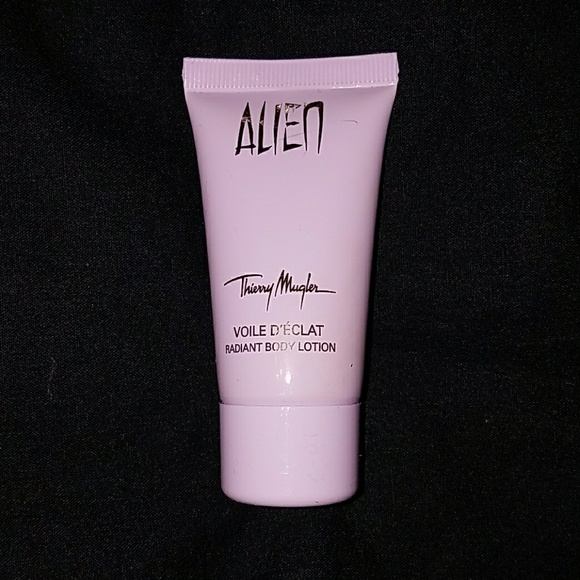 ALIEN
Thierry Mugler
VOILE D'ÉCLAT
RADIANT BODY LOTION